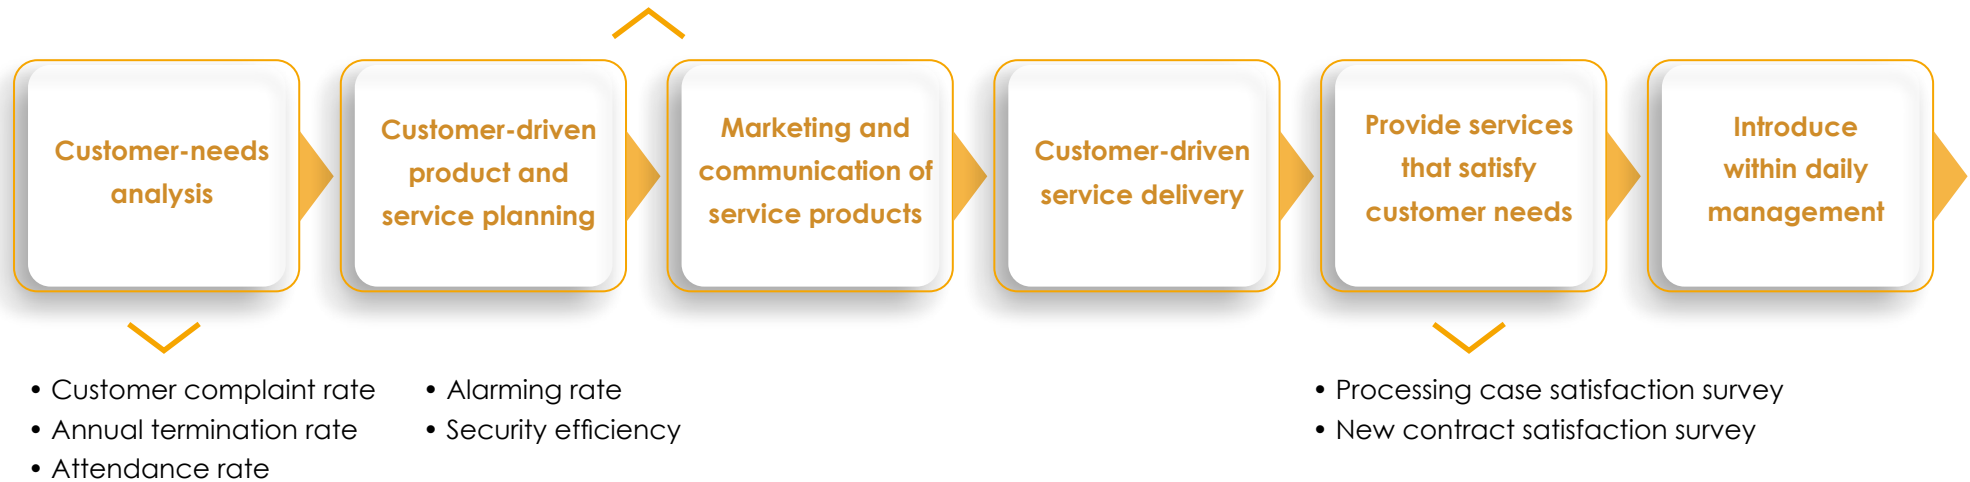 Customer-needs
analysis
Customer-driven
product and
service planning
Marketing and
communication of
service products
Customer-driven
service delivery
Provide services
that satisfy
customer needs
Introduce
within daily
management
• Customer complaint rate
• Annual termination rate
• Attendance rate
• Alarming rate
• Security efficiency
• Processing case satisfaction survey
• New contract satisfaction survey